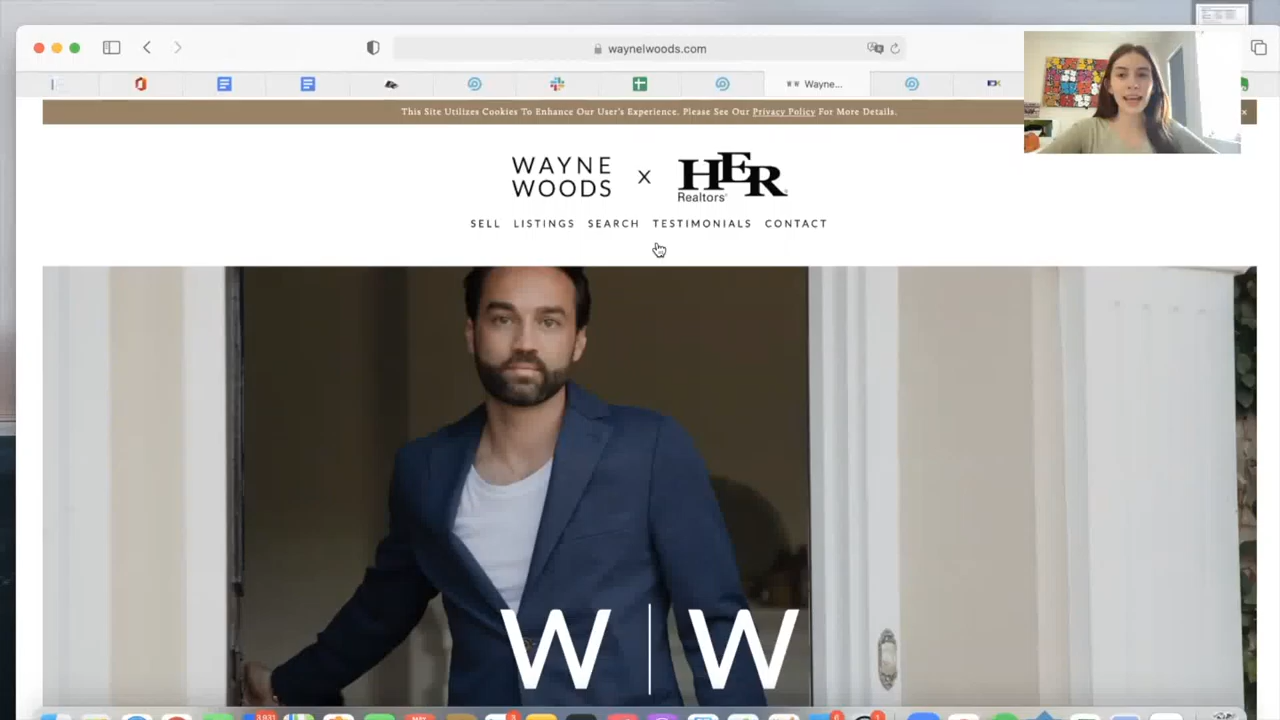 waynelwoods.com
Wayne...
This Site Utilizes Cookies To Enhance Our User's Experience. Please See Our Privacy Policy For More Details.
WAYNE
WOODS
X
HER
Realtors
SELL LISTINGS SEARCH TESTIMONIALS CONTACT
W | W